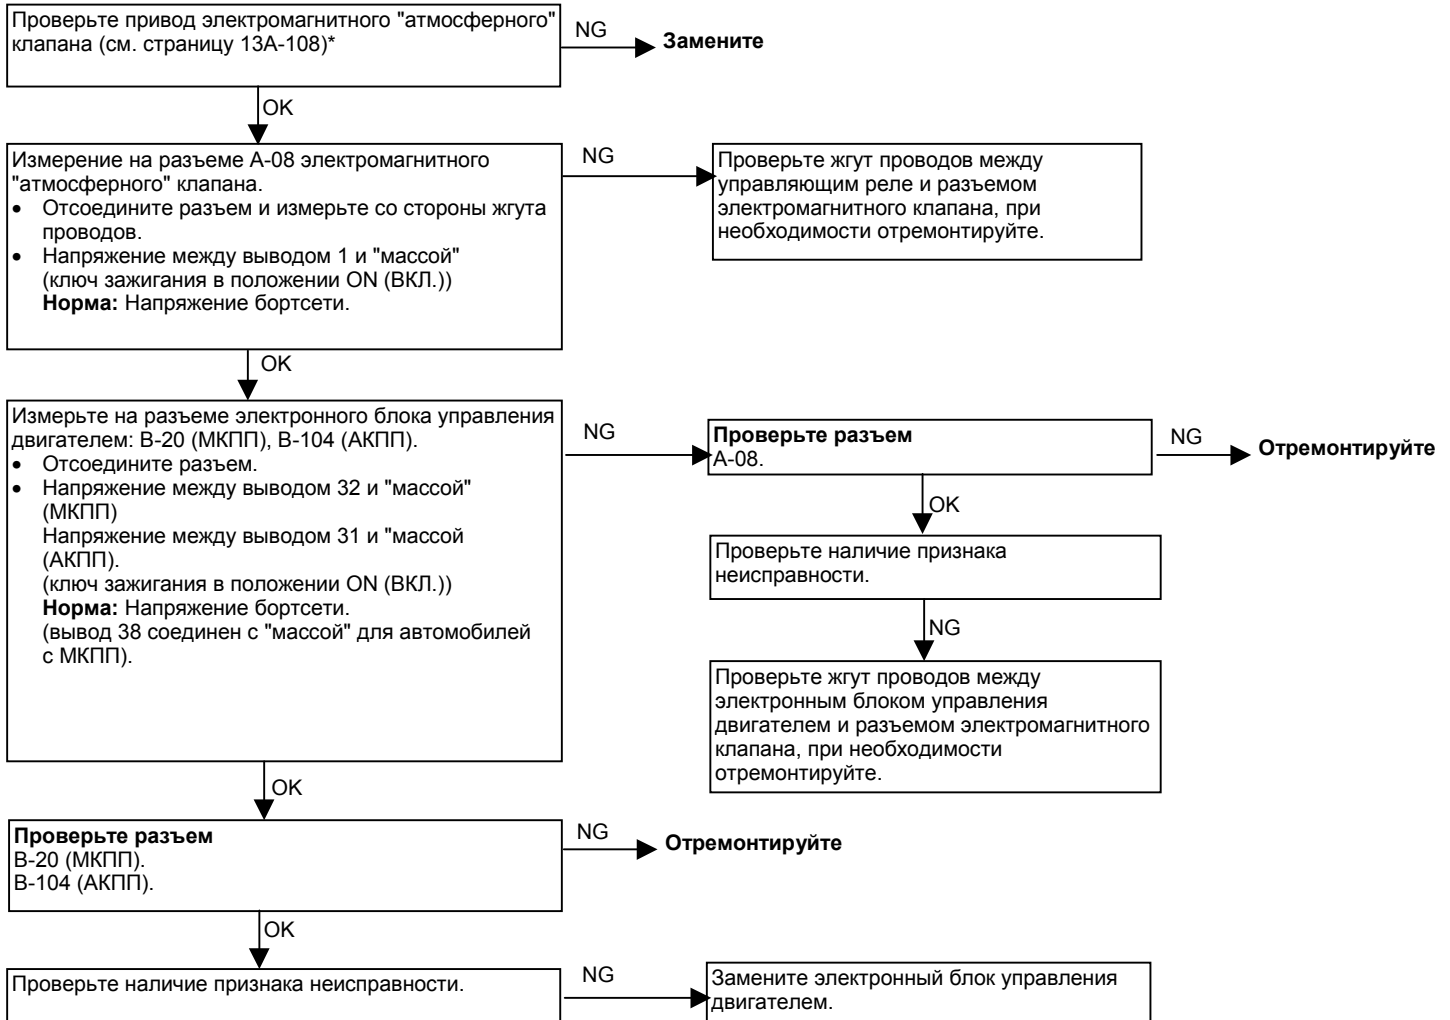 Проверьте привод электромагнитного "атмосферного"
клапана (см. страницу 13A-108)*
NG
Замените
OK
Измерение на разъеме А-08 электромагнитного
"атмосферного" клапана.
• Отсоедините разъем и измерьте со стороны жгута
проводов.
• Напряжение между выводом 1 и "массой"
(ключ зажигания в положении ON (ВКЛ.))
Норма: Напряжение бортсети.
NG
Проверьте жгут проводов между
управляющим реле и разъемом
электромагнитного клапана, при
необходимости отремонтируйте.
OK
Измерьте на разъеме электронного блока управления
двигателем: В-20 (МКПП), В-104 (АКПП).
• Отсоедините разъем.
• Напряжение между выводом 32 и "массой"
(МКПП)
Напряжение между выводом 31 и "массой
(АКПП).
(ключ зажигания в положении ON (ВКЛ.))
Норма: Напряжение бортсети.
(вывод 38 соединен с "массой" для автомобилей
с МКПП).
NG
Проверьте разъем
А-08.
NG
Отремонтируйте
OK
Проверьте наличие признака
неисправности.
NG
Проверьте жгут проводов между
электронным блоком управления
двигателем и разъемом электромагнитного
клапана, при необходимости
отремонтируйте.
OK
Проверьте разъем
В-20 (МКПП).
В-104 (АКПП).
NG
Отремонтируйте
OK
Проверьте наличие признака неисправности.
NG
Замените электронный блок управления
двигателем.